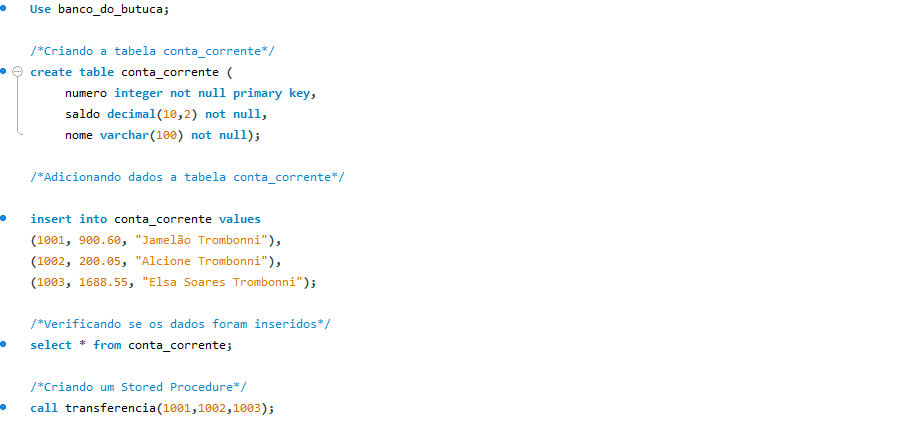 Use banco_do_butuca;
/*Criando a tabela conta_corrente*/
create table conta_corrente (
numero integer not null primary key,
saldo decimal(10,2) not null,
nome varchar(100) not null);
/*Adicionando dados a tabela conta_corrente*/
insert into conta_corrente values
(1001, 900.60, "Jamelão Trombonni"),
(1002, 200.05, "Alcione Trombonni"),
(1003, 1688.55, "Elsa Soares Trombonni");
/*Verificando se os dados foram inseridos*/
select * from conta_corrente;
/*Criando um Stored Procedure*/
call transferencia(1001,1002,1003);